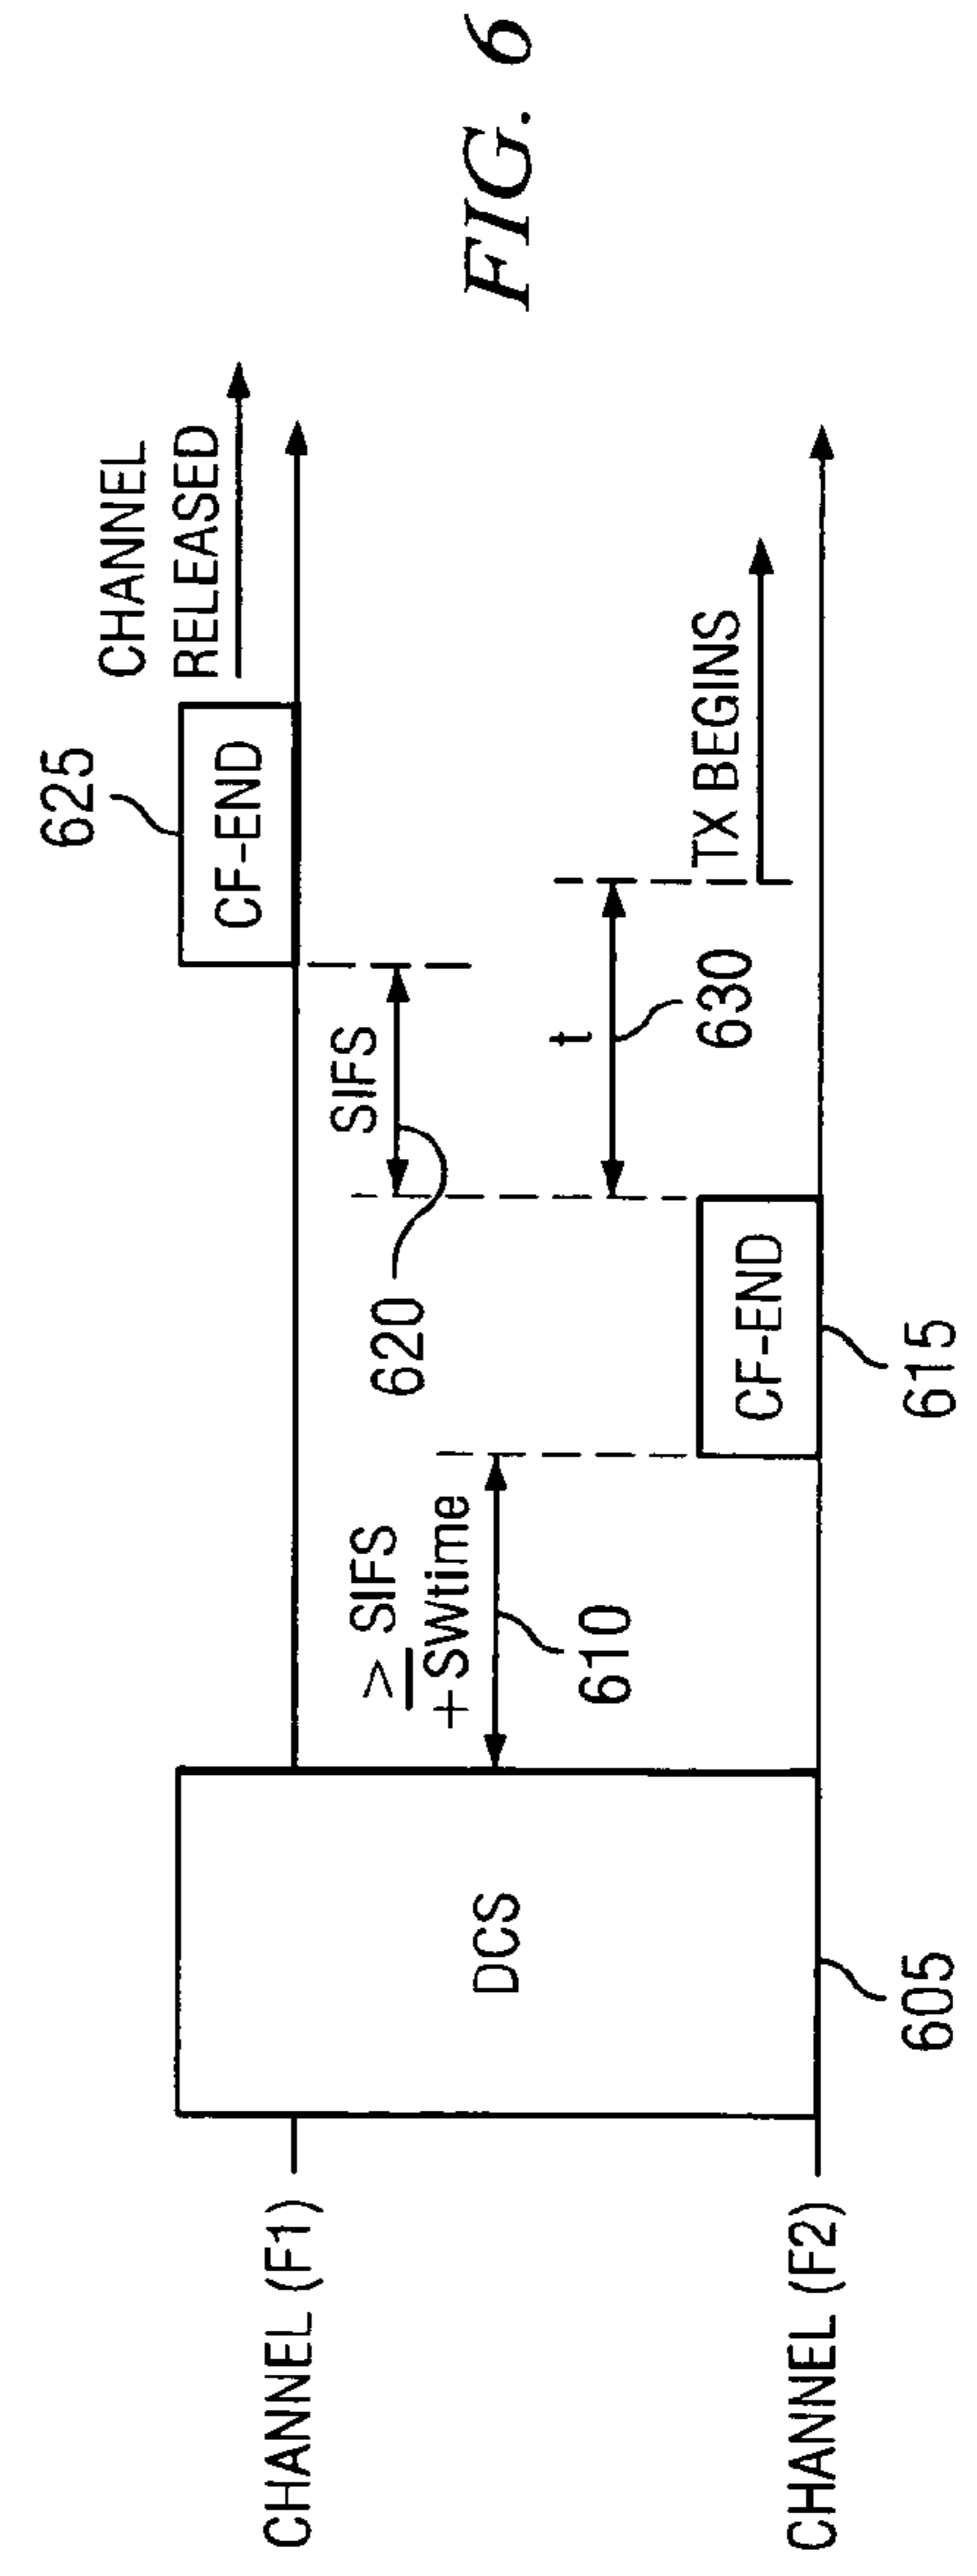 CHANNEL (F1)
CHANNEL (F2)
DCS
605
≥ SIFS
+SWtime
610
CF-END
615
SIFS
620
t
630
CF-END
625
CHANNEL
RELEASED
TX BEGINS
FIG. 6